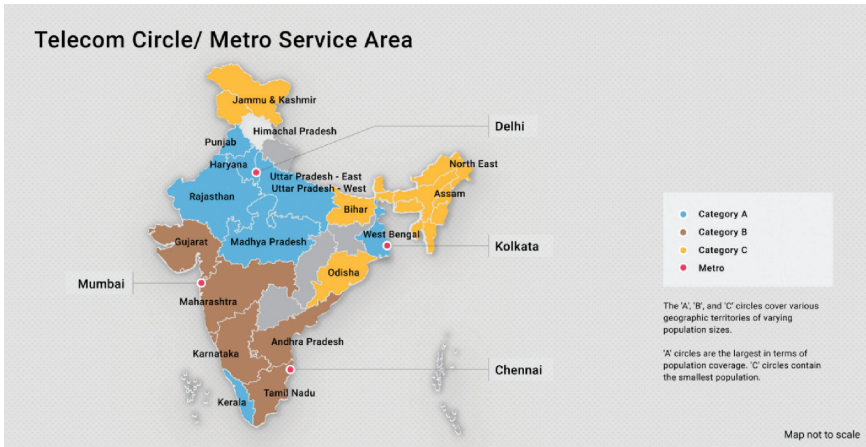 Telecom Circle/ Metro Service Area
Jammu & Kashmir
Himachal Pradesh
Delhi
Punjab
Haryana
North East
Uttar Pradesh - East
Uttar Pradesh - West
Assam
Rajasthan
Bihar
West Bengal
Gujarat
Madhya Pradesh
Kolkata
Odisha
Mumbai
Maharashtra
Andhra Pradesh
Karnataka
Chennai
Tamil Nadu
Kerala
Category A
Category B
Category C
Metro
The 'A', 'B', and 'C' circles cover various
geographic territories of varying
population sizes.
'A' circles are the largest in terms of
population coverage. 'C' circles contain
the smallest population.
Map not to scale